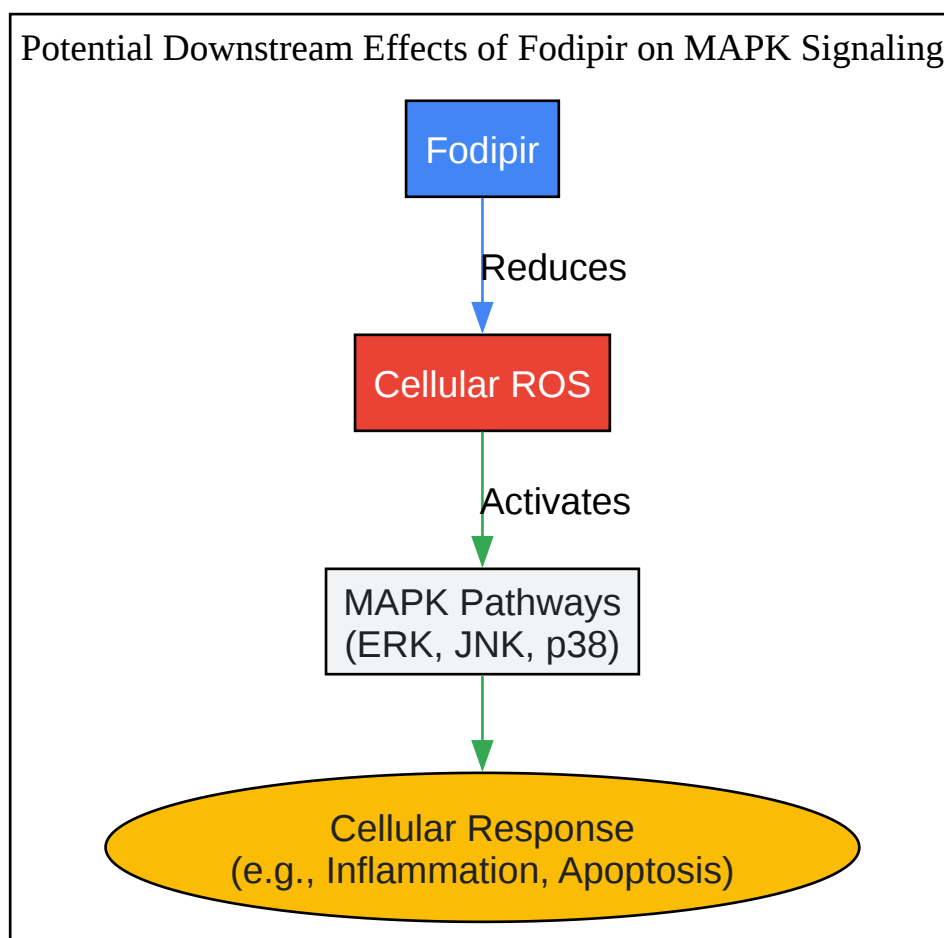 Potential Downstream Effects of Fodipir on MAPK Signaling
Fodipir
Reduces
Cellular ROS
Activates
MAPK Pathways
(ERK, JNK, p38)
Cellular Response
(e.g., Inflammation, Apoptosis)